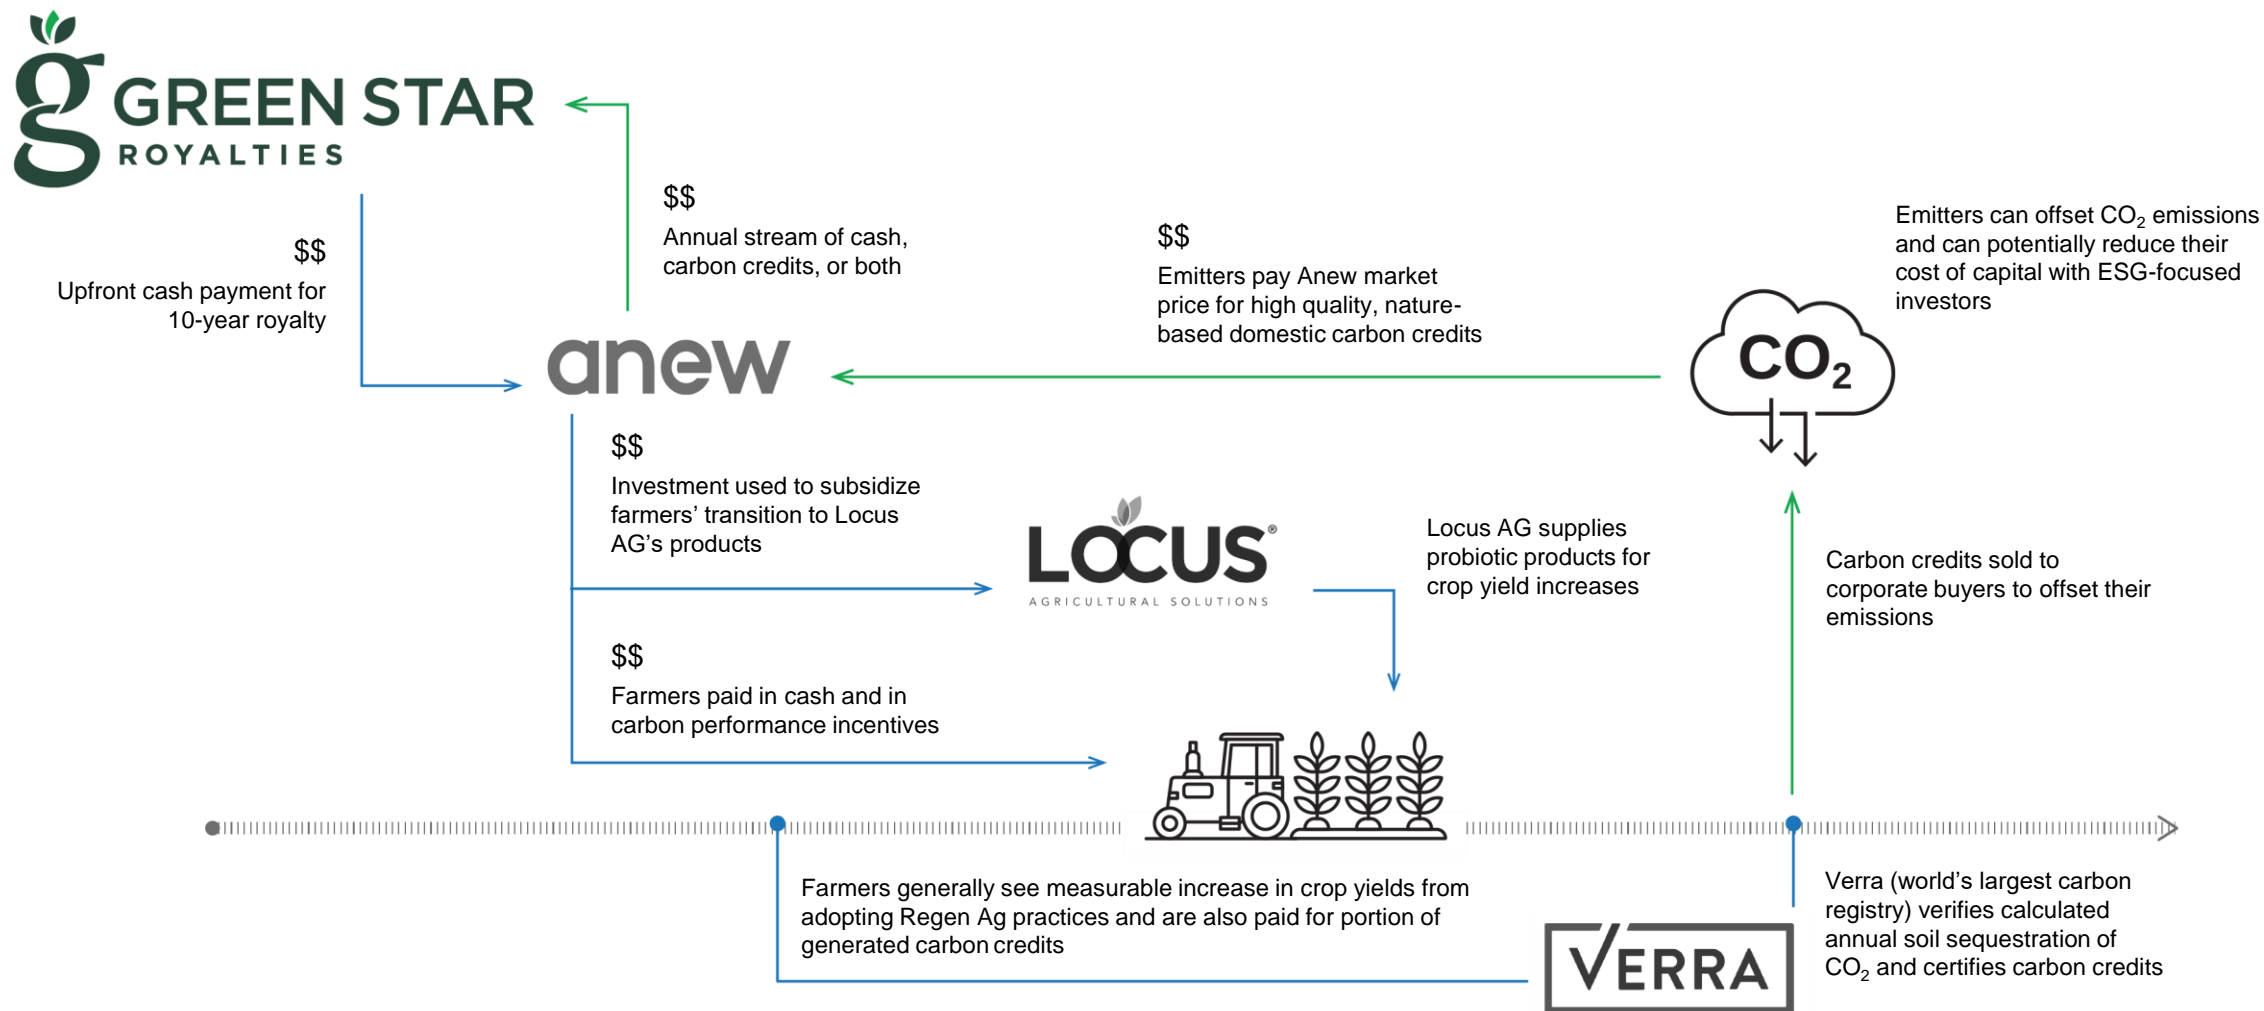 GREEN STAR
ROYALTIES
$$
Upfront cash payment for
10-year royalty
$$
Annual stream of cash,
carbon credits, or both
$$
Emitters pay Anew market
price for high quality, nature-
based domestic carbon credits
Emitters can offset CO₂ emissions
and can potentially reduce their
cost of capital with ESG-focused
investors
anew
CO₂
$$
Investment used to subsidize
farmers’ transition to Locus
AG’s products
LOCUS®
AGRICULTURAL SOLUTIONS
Locus AG supplies
probiotic products for
crop yield increases
Carbon credits sold to
corporate buyers to offset their
emissions
$$
Farmers paid in cash and in
carbon performance incentives
Farmers generally see measurable increase in crop yields from
adopting Regen Ag practices and are also paid for portion of
generated carbon credits
VERRA
Verra (world’s largest carbon
registry) verifies calculated
annual soil sequestration of
CO₂ and certifies carbon credits